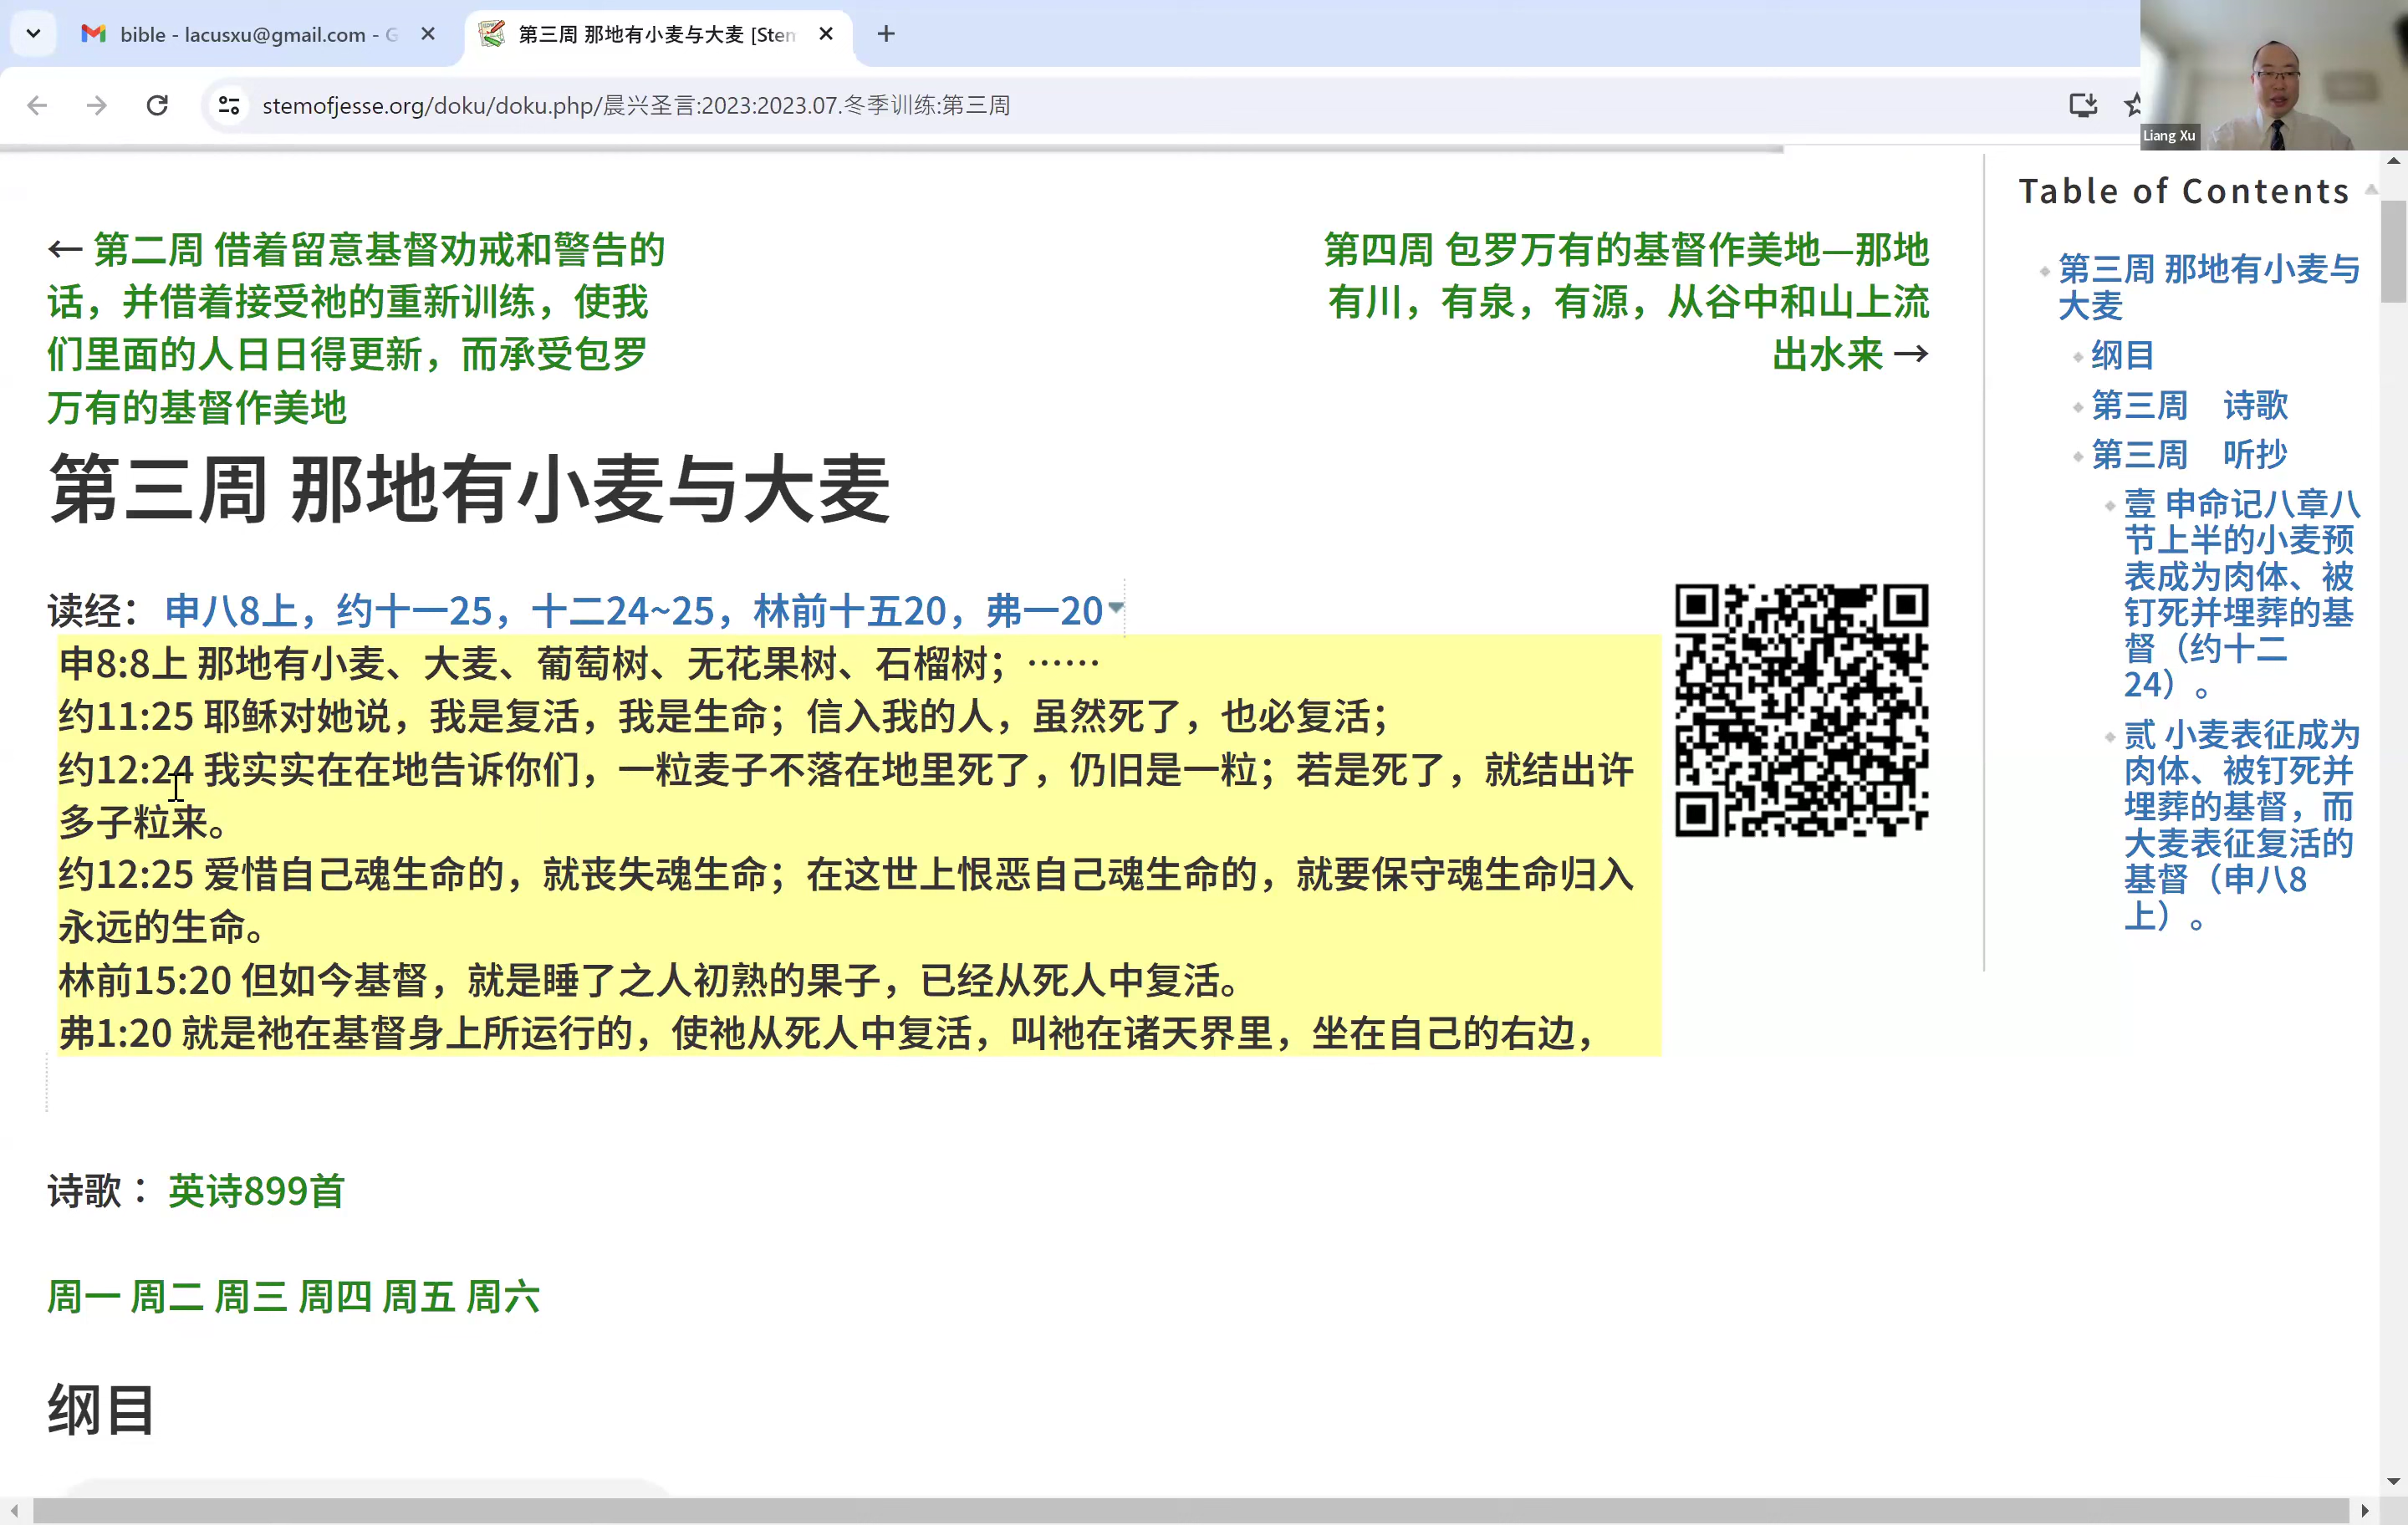 bible - lacusxu@gmail.com - G
第三周 那地有小麦与大麦 [Stem
stemofjesse.org/doku/doku.php/晨兴圣言:2023:2023.07.冬季训练:第三周
Liang Xu
← 第二周 借着留意基督劝戒和警告的
话，并借着接受祂的重新训练，使我
们里面的人日日得更新，而承受包罗
万有的基督作美地
第四周 包罗万有的基督作美地—那地
有川，有泉，有源，从谷中和山上流
出水来 →
第三周 那地有小麦与大麦
读经： 申八8上，约十一25，十二24~25，林前十五20，弗一20
申8:8上 那地有小麦、大麦、葡萄树、无花果树、石榴树；……
约11:25 耶稣对她说，我是复活，我是生命；信入我的人，虽然死了，也必复活；
约12:24 我实实在在地告诉你们，一粒麦子不落在地里死了，仍旧是一粒；若是死了，就结出许
多子粒来。
约12:25 爱惜自己魂生命的，就丧失魂生命；在这世上恨恶自己魂生命的，就要保守魂生命归入
永远的生命。
林前15:20 但如今基督，就是睡了之人初熟的果子，已经从死人中复活。
弗1:20 就是祂在基督身上所运行的，使祂从死人中复活，叫祂在诸天界里，坐在自己的右边，
诗歌： 英诗899首
周一 周二 周三 周四 周五 周六
纲目
Table of Contents
第三周 那地有小麦与
大麦
纲目
第三周　诗歌
第三周　听抄
壹 申命记八章八
节上半的小麦预
表成为肉体、被
钉死并埋葬的基
督（约十二
24）。
贰 小麦表征成为
肉体、被钉死并
埋葬的基督，而
大麦表征复活的
基督（申八8
上）。